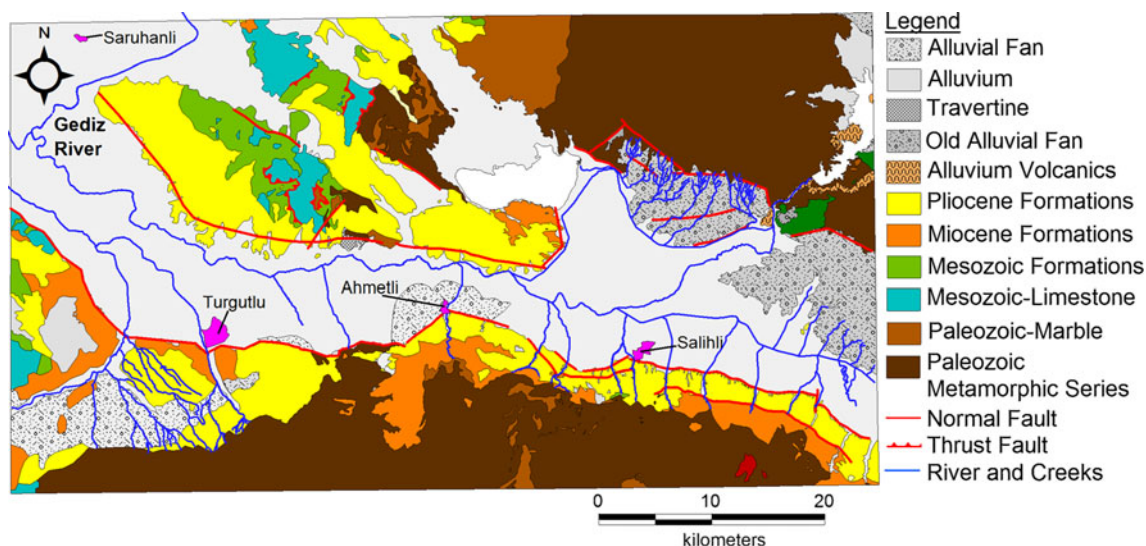 N
Saruhanli
Gediz
River
Turgutlu
Ahmetli
Salihli
Legend
Alluvial Fan
Alluvium
Travertine
Old Alluvial Fan
Alluvium Volcanics
Pliocene Formations
Miocene Formations
Mesozoic Formations
Mesozoic-Limestone
Paleozoic-Marble
Paleozoic
Metamorphic Series
Normal Fault
Thrust Fault
River and Creeks
0 10 20
kilometers